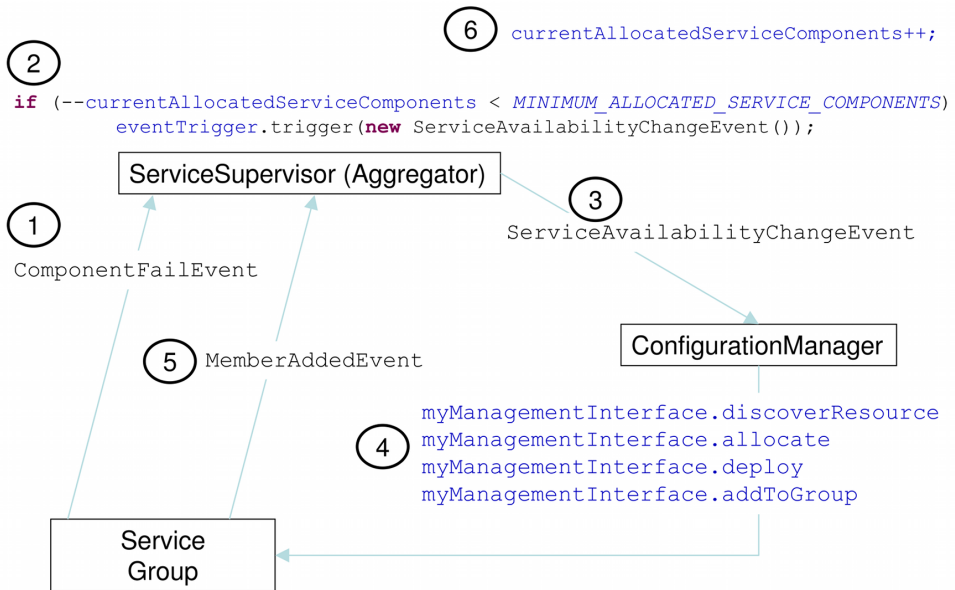 6 currentAllocatedServiceComponents++;
2
if (--currentAllocatedServiceComponents < MINIMUM_ALLOCATED_SERVICE_COMPONENTS)
eventTrigger.trigger(new ServiceAvailabilityChangeEvent());
ServiceSupervisor (Aggregator)
3
1
ServiceAvailabilityChangeEvent
ComponentFailEvent
ConfigurationManager
5 MemberAddedEvent
myManagementInterface.discoverResource
4
myManagementInterface.allocate
myManagementInterface.deploy
myManagementInterface.addToGroup
Service
Group